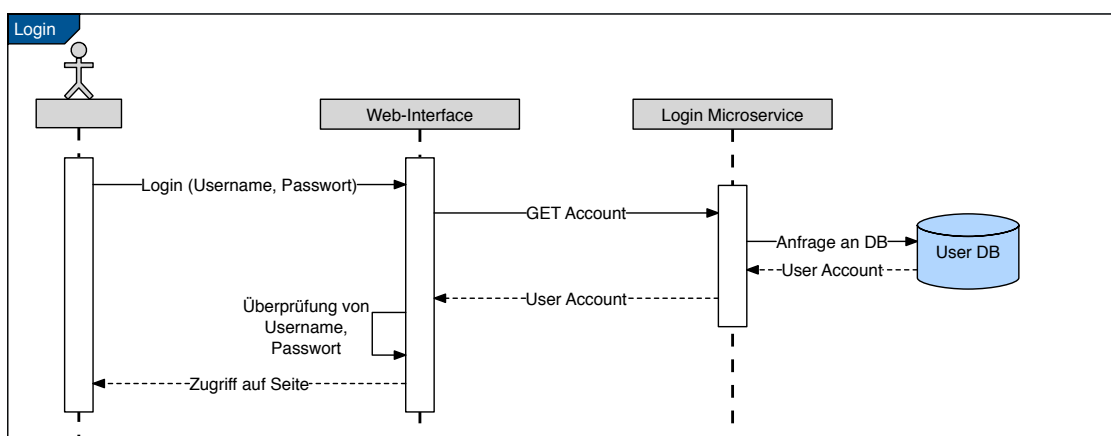 Login
Web-Interface
Login Microservice
Login (Username, Passwort)
GET Account
Anfrage an DB
User DB
User Account
User Account
Überprüfung von
Username,
Passwort
Zugriff auf Seite